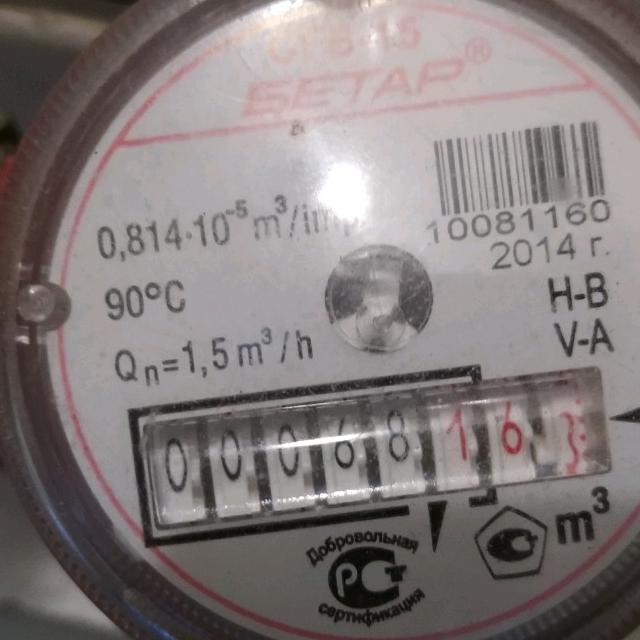 БЕТАР®
0,814·10⁻⁵ m³/imp
10081160
2014 г.
90°C
H-B
V-A
Qn=1,5 m³/h
00068 16
m³
Добровольная
РСТ
сертификация